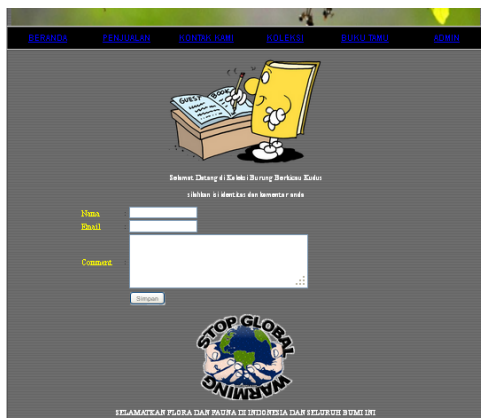 BERANDA PENJUALAN KONTAK KAMI KOLEKSI BUKU TAMU ADMIN
GUEST BOOK
Selamat Datang di Koleksi Burung Berkicau Kudus
silahkan isi identitas dan komentar anda
Nama :
Email :
Comment :
Simpan
STOP GLOBAL
WARMING
SELAMATKAN FLORA DAN FAUNA DI INDONESIA DAN SELURUH BUMI INI